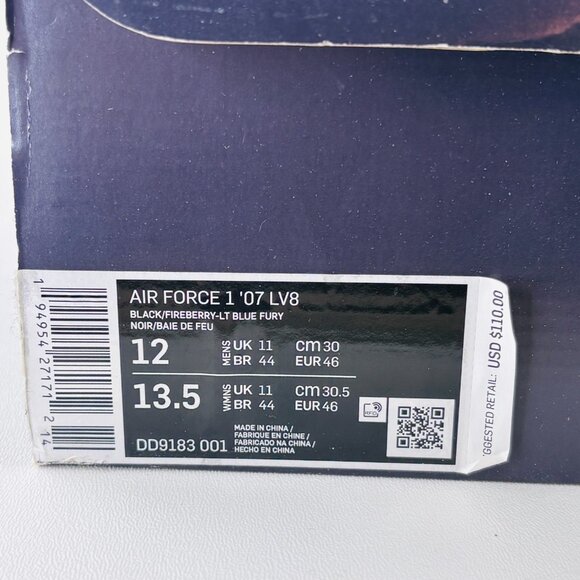 AIR FORCE 1 '07 LV8
BLACK/FIREBERRY-LT BLUE FURY
NOIR/BAIE DE FEU
12 MENS UK 11 CM 30
BR 44 EUR 46
13.5 WMNS UK 11 CM 30.5
BR 44 EUR 46
DD9183 001
MADE IN CHINA /
FABRIQUE EN CHINE /
FABRICADO NA CHINA /
HECHO EN CHINA
1 94954 27171 2 14
GGESTED RETAIL: USD $110.00